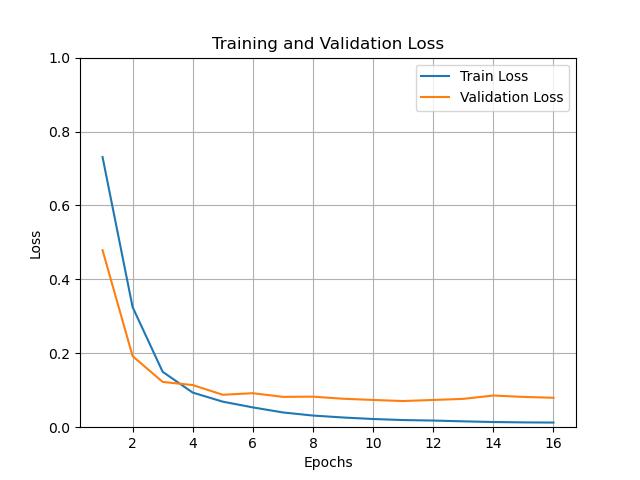 Training and Validation Loss
Train Loss
Validation Loss
1.0
0.8
0.6
0.4
0.2
0.0
Loss
2 4 6 8 10 12 14 16
Epochs